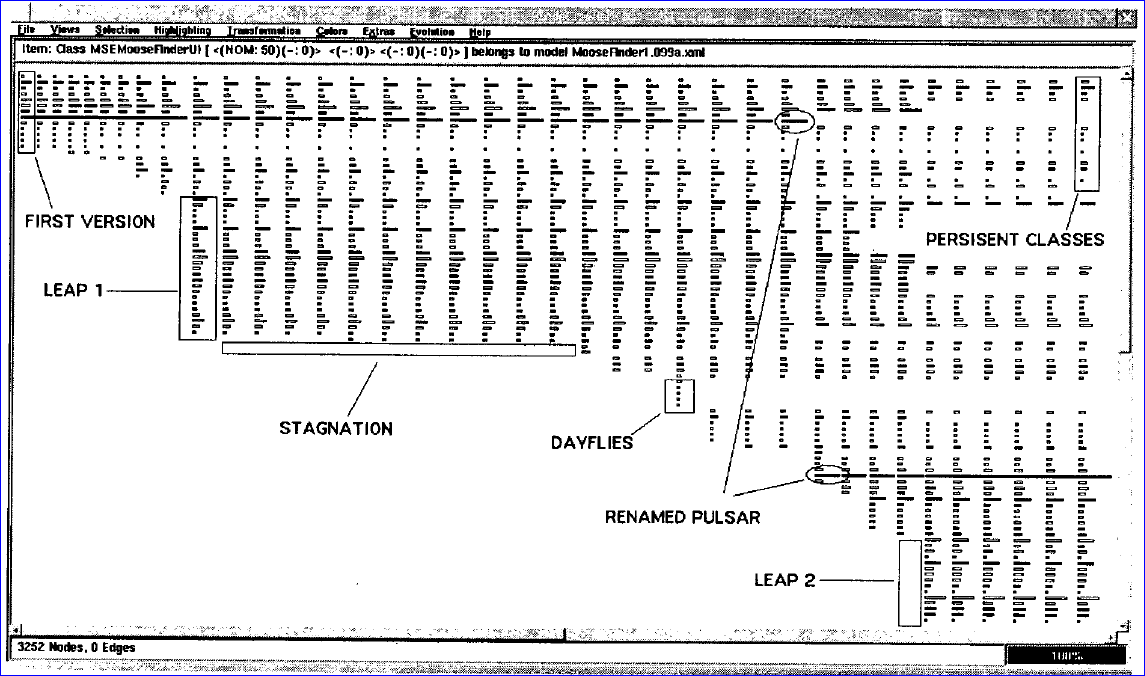 File Views Selection Highlighting Transformation Colors Extras Evolution Help
Item: Class MSEMooseFinderUI [ <(NOM: 50)(-: 0)> <(-: 0)> <(-: 0)(-: 0)> ] belongs to model MooseFinder1.099a.xml
FIRST VERSION
PERSISENT CLASSES
LEAP 1
STAGNATION
DAYFLIES
RENAMED PULSAR
LEAP 2
3252 Nodes, 0 Edges
100%